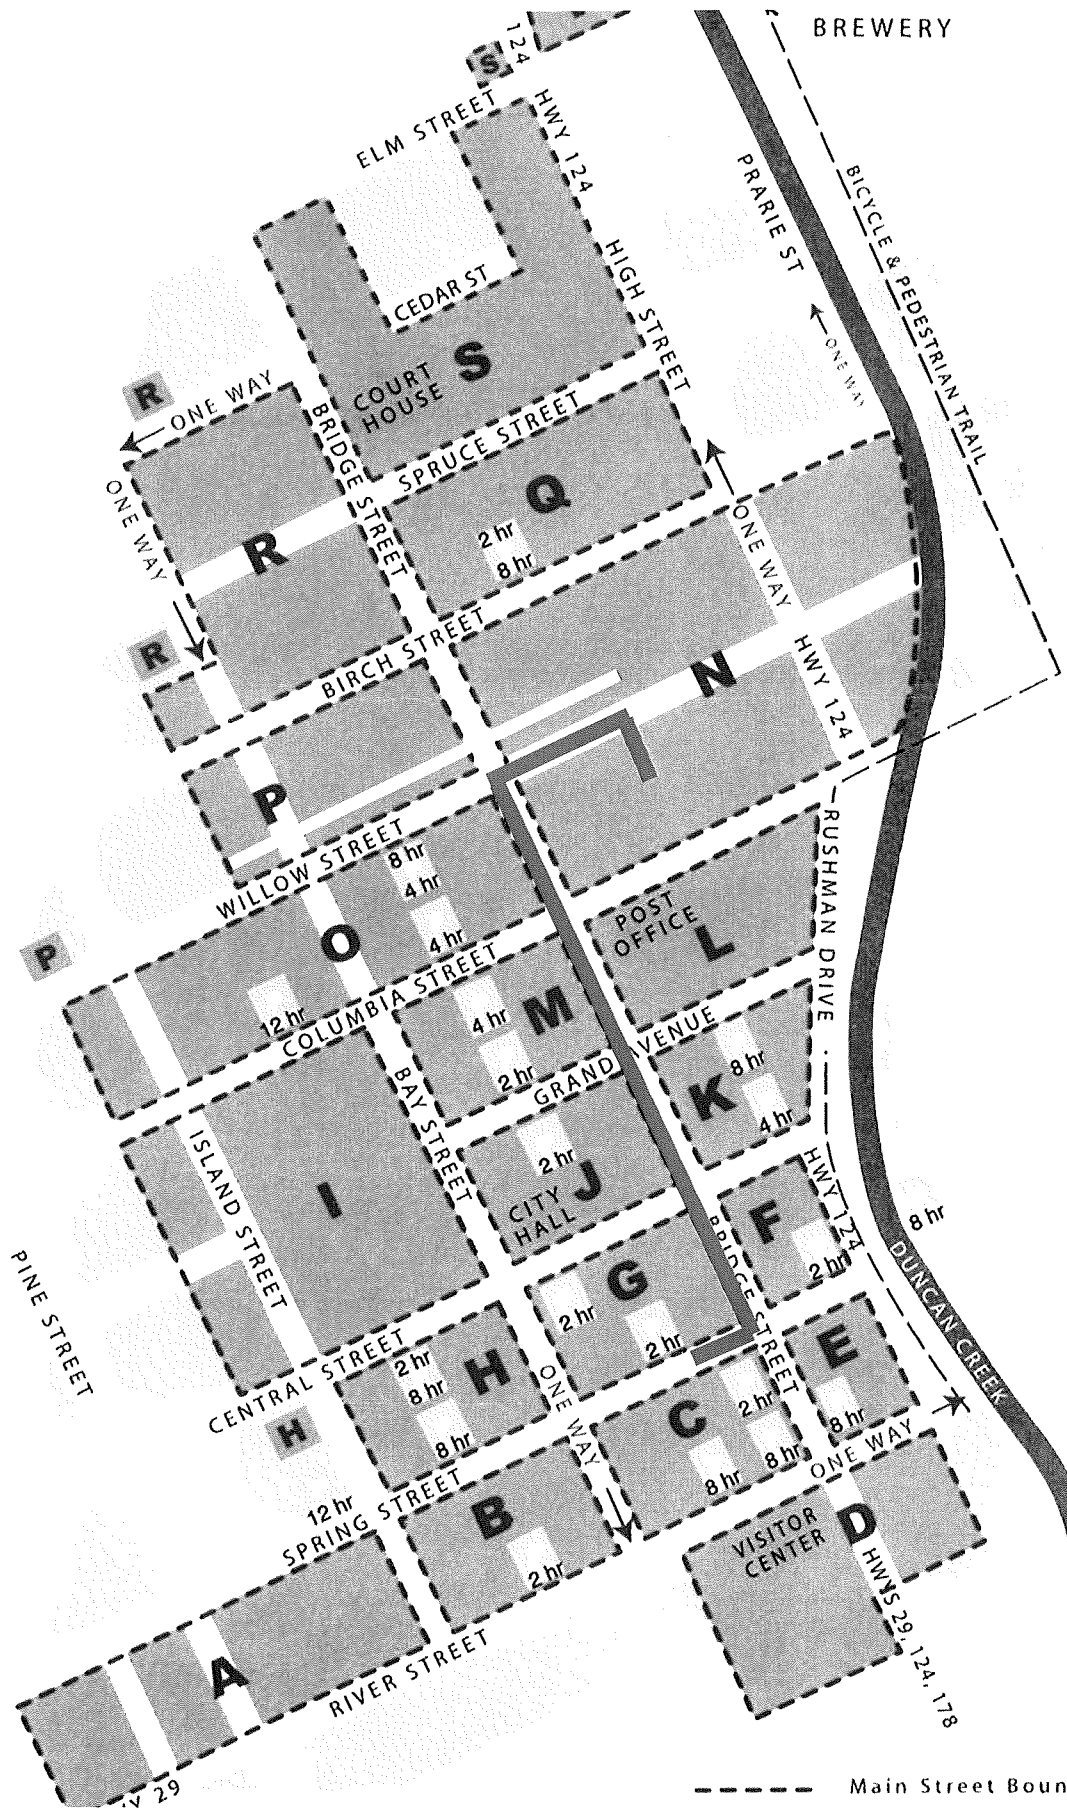 BREWERY
124
S
ELM STREET
HWY 124
PRARIE ST
BICYCLE & PEDESTRIAN TRAIL
HIGH STREET
CEDAR ST
ONE WAY
S
COURT
HOUSE
R
ONE WAY
BRIDGE STREET
SPRUCE STREET
ONE WAY
Q
2 hr
8 hr
ONE WAY
R
R
BIRCH STREET
N
HWY 124
P
WILLOW STREET
8 hr
4 hr
4 hr
RUSHMAN DRIVE
POST
OFFICE
L
P
O
12 hr
COLUMBIA STREET
4 hr
M
2 hr
GRAND AVENUE
8 hr
K
4 hr
BAY STREET
ISLAND STREET
I
2 hr
J
CITY
HALL
HWY 124
F
2 hr
8 hr
DUNCAN CREEK
PINE STREET
G
2 hr
2 hr
BRIDGE STREET
E
8 hr
CENTRAL STREET
2 hr
8 hr
H
8 hr
ONE WAY
H
C
2 hr
8 hr
8 hr
ONE WAY
12 hr
SPRING STREET
B
2 hr
VISITOR
CENTER
D
HWYS 29, 124, 178
A
RIVER STREET
29
Main Street Boun